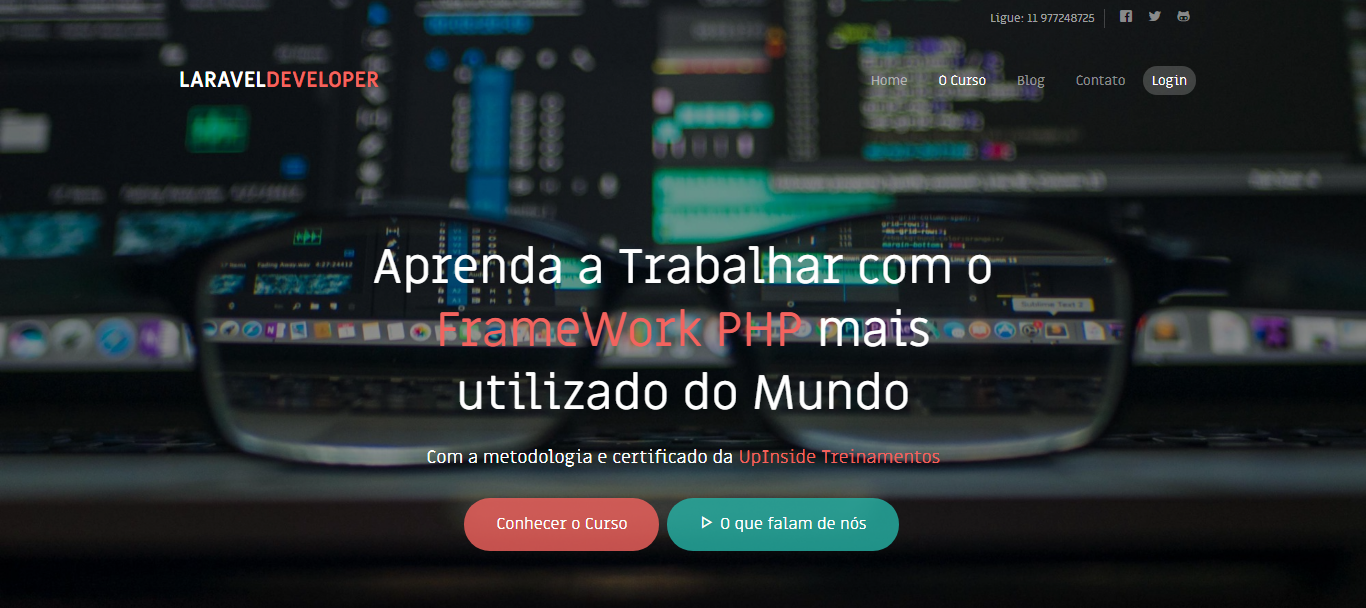 Ligue: 11 977248725
LARAVELDEVELOPER
Home O Curso Blog Contato Login
Aprenda a Trabalhar com o
FrameWork PHP mais
utilizado do Mundo
Com a metodologia e certificado da UpInside Treinamentos
Conhecer o Curso
O que falam de nós